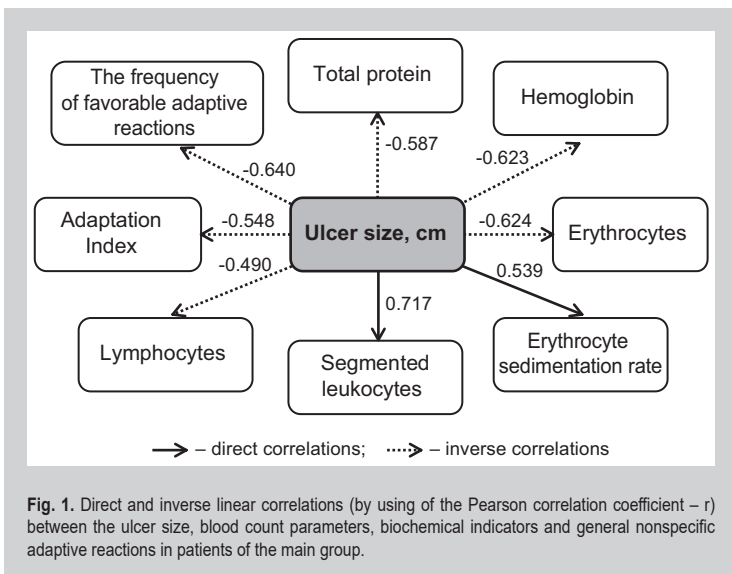 The frequency
of favorable adaptive
reactions
Total protein
Hemoglobin
-0.640
-0.587
-0.623
Adaptation
Index
-0.548
Ulcer size, cm
-0.624
Erythrocytes
-0.490
0.717
0.539
Lymphocytes
Segmented
leukocytes
Erythrocyte
sedimentation rate
– direct correlations; – inverse correlations
Fig. 1. Direct and inverse linear correlations (by using of the Pearson correlation coefficient – r)
between the ulcer size, blood count parameters, biochemical indicators and general nonspecific
adaptive reactions in patients of the main group.